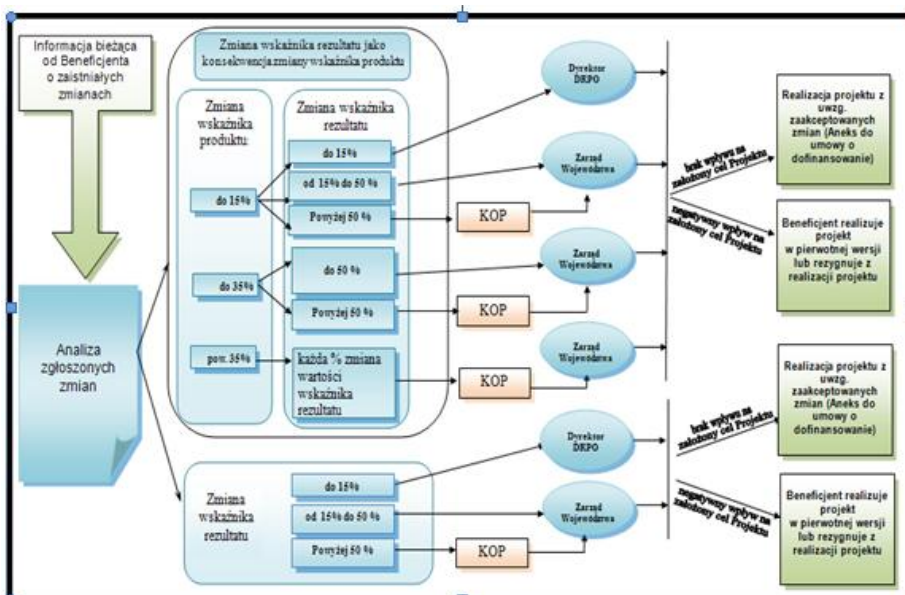 Informacja bieżąca
od Beneficjenta
o zaistniałych
zmianach
Analiza
zgłoszonych
zmian
Zmiana wskaźnika rezultatu jako
konsekwencja zmiany wskaźnika produktu
Zmiana
wskaźnika
produktu:
do 15%
do 35%
pow. 35%
Zmiana wskaźnika
rezultatu
do 15%
od 15% do 50 %
Powyżej 50 %
do 50 %
Powyżej 50 %
każda % zmiana
wartości
wskaźnika
rezultatu
KOP
KOP
KOP
Dyrektor
DRPO
Zarząd
Województwa
Zarząd
Województwa
Zarząd
Województwa
brak wpływu na
założony cel Projektu
negatywny wpływ na
założony cel Projektu
Realizacja projektu z
uwzg.
zaakceptowanych
zmian (Aneks do
umowy o
dofinansowanie)
Beneficjent realizuje
projekt
w pierwotnej wersji
lub rezygnuje z
realizacji projektu
Zmiana
wskaźnika
rezultatu
do 15%
od 15% do 50 %
Powyżej 50 %
KOP
Dyrektor
DRPO
Zarząd
Województwa
brak wpływu na
założony cel Projektu
negatywny wpływ na
założony cel Projektu
Realizacja projektu z
uwzg.
zaakceptowanych
zmian (Aneks do
umowy o
dofinansowanie)
Beneficjent realizuje
projekt
w pierwotnej wersji
lub rezygnuje z
realizacji projektu